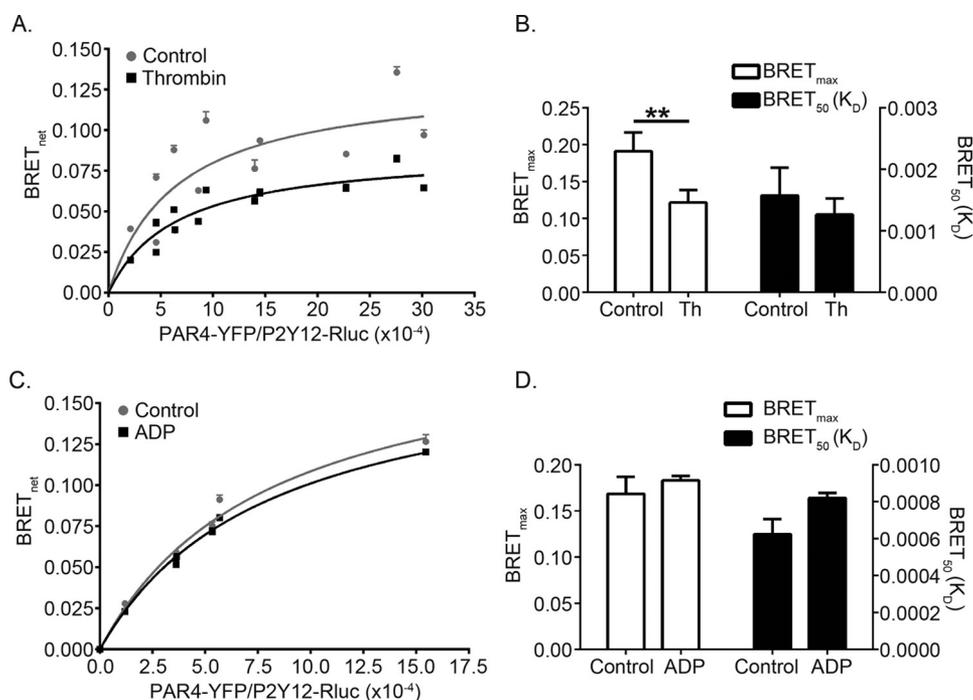 A.
0.150
0.125
0.100
0.075
0.050
0.025
0.00
BRETnet
Control
Thrombin
0 5 10 15 20 25 30 35
PAR4-YFP/P2Y12-Rluc (x10-4)
B.
BRETmax
BRET50 (KD)
0.25
0.20
0.15
0.10
0.05
0.00
BRETmax
**
0.003
0.002
0.001
0.000
BRET50 (KD)
Control Th Control Th
C.
0.150
0.125
0.100
0.075
0.050
0.025
0.000
BRETnet
Control
ADP
0.0 2.5 5.0 7.5 10.0 12.5 15.0 17.5
PAR4-YFP/P2Y12-Rluc (x10-4)
D.
BRETmax
BRET50 (KD)
0.20
0.15
0.10
0.05
0.00
BRETmax
0.0010
0.0008
0.0006
0.0004
0.0002
0.0000
BRET50 (KD)
Control ADP Control ADP